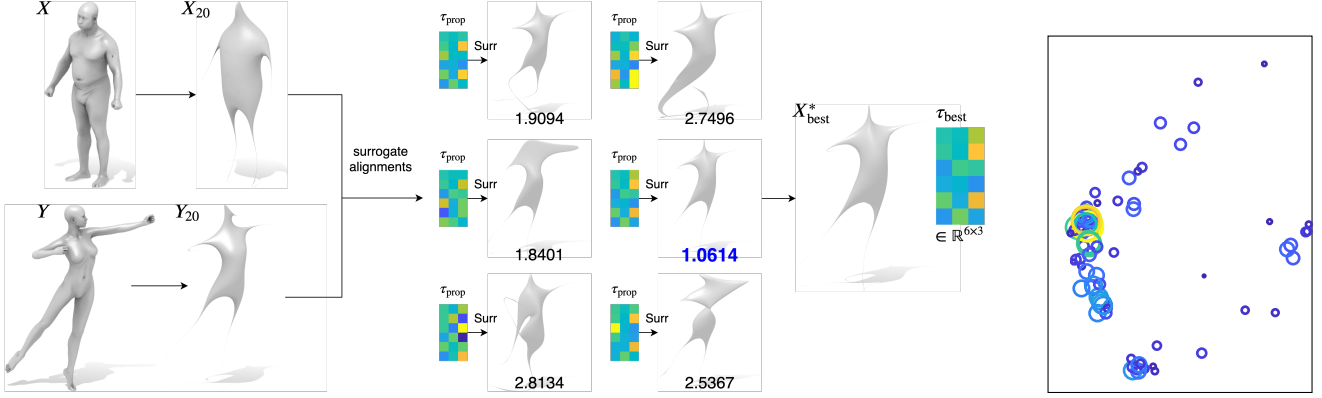 X
X20
Y
Y20
surrogate
alignments
τprop
Surr
1.9094
τprop
Surr
2.7496
τprop
Surr
1.8401
τprop
Surr
1.0614
τprop
Surr
2.8134
τprop
Surr
2.5367
X*best
τbest
∈ ℝ6×3